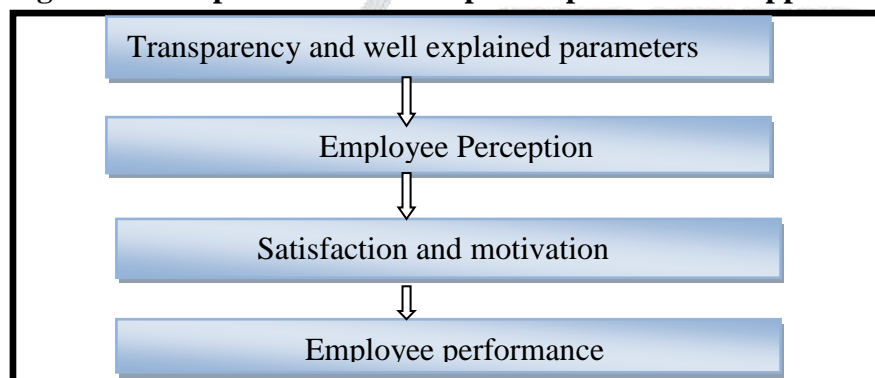 Transparency and well explained parameters
Employee Perception
Satisfaction and motivation
Employee performance